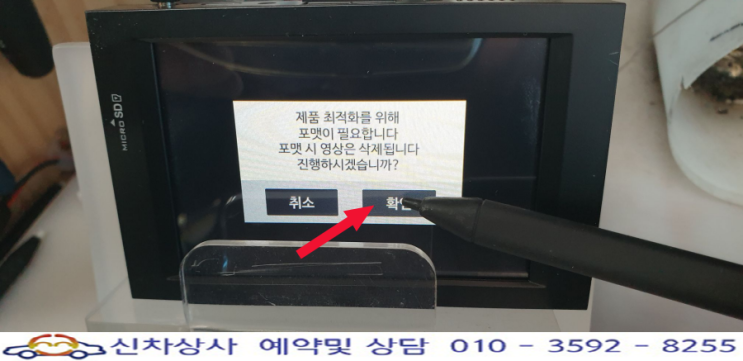 MICRO SD
제품 최적화를 위해
포맷이 필요합니다
포맷 시 영상은 삭제됩니다
진행하시겠습니까?
취소
신차상사 예약및 상담 010 - 3592 - 8255